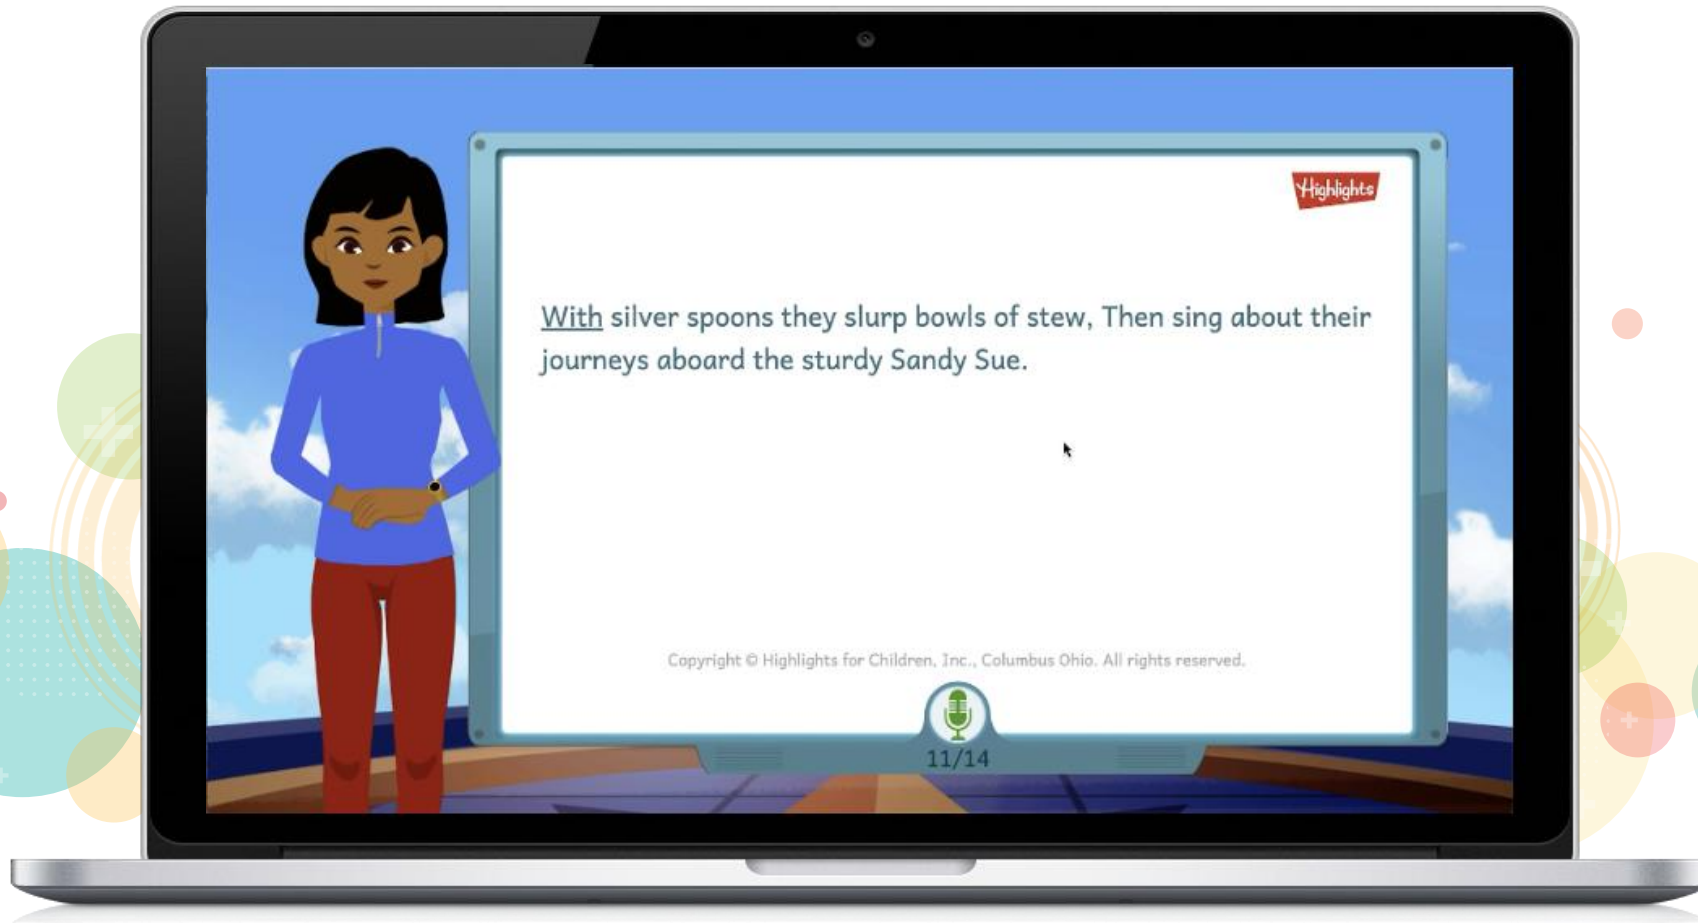 Highlights
With silver spoons they slurp bowls of stew, Then sing about their
journeys aboard the sturdy Sandy Sue.
Copyright © Highlights for Children, Inc., Columbus Ohio. All rights reserved.
11/14